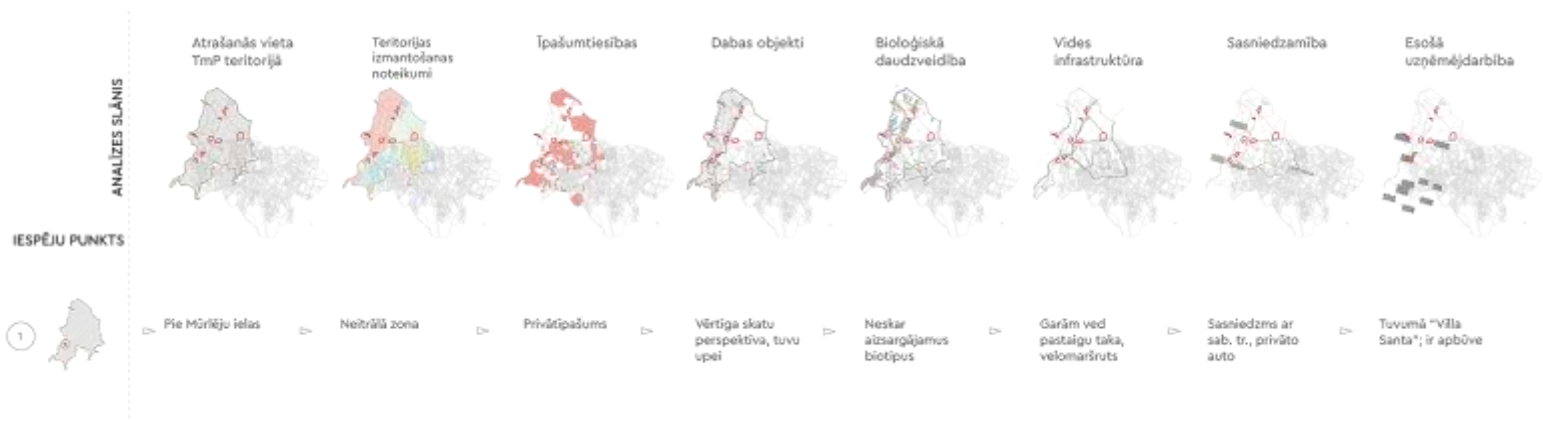 Atrašanās vieta
TmP teritorijā
Teritorijas
izmantošanas
noteikumi
Īpašumtiesības
Dabas objekti
Bioloģiskā
daudzveidība
Vides
infrastruktūra
Sasniedzamība
Esošā
uzņēmējdarbība
ANALĪZES SLĀNIS
IESPĒJU PUNKTS
1
Pie Mūrlēju ielas
Neitrālā zona
Privātīpašums
Vērtīga skatu
perspektīva, tuvu
upei
Neskar
aizsargājamus
biotipus
Garām ved
pastaigu taka,
velomaršruts
Sasniedzms ar
sab. tr., privāto
auto
Tuvumā "Villa
Santa"; ir apbūve